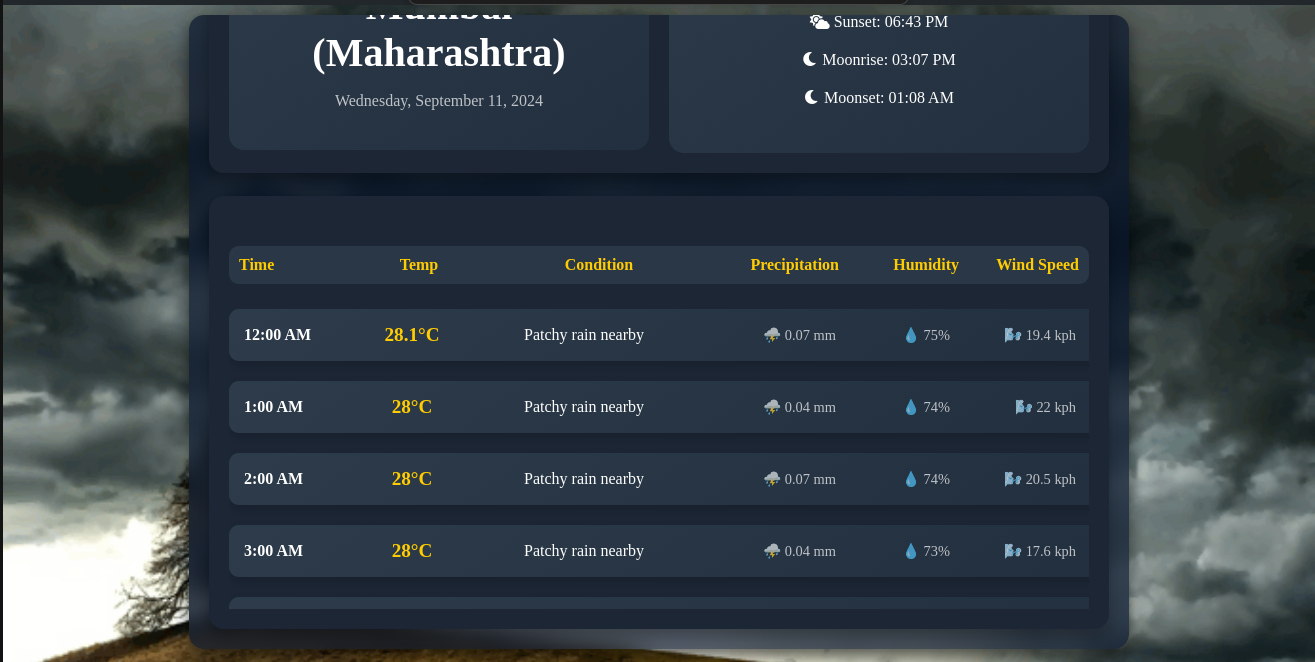 (Maharashtra)
Wednesday, September 11, 2024
Sunset: 06:43 PM
Moonrise: 03:07 PM
Moonset: 01:08 AM
Time Temp Condition Precipitation Humidity Wind Speed
12:00 AM 28.1°C Patchy rain nearby 0.07 mm 75% 19.4 kph
1:00 AM 28°C Patchy rain nearby 0.04 mm 74% 22 kph
2:00 AM 28°C Patchy rain nearby 0.07 mm 74% 20.5 kph
3:00 AM 28°C Patchy rain nearby 0.04 mm 73% 17.6 kph